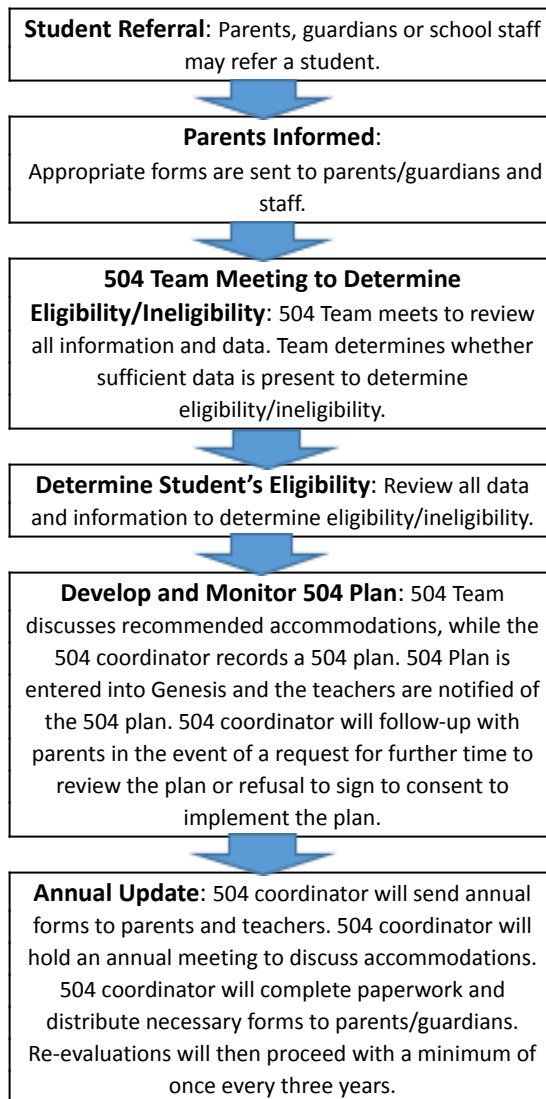 Student Referral: Parents, guardians or school staff
may refer a student.
Parents Informed:
Appropriate forms are sent to parents/guardians and
staff.
504 Team Meeting to Determine
Eligibility/Ineligibility: 504 Team meets to review
all information and data. Team determines whether
sufficient data is present to determine
eligibility/ineligibility.
Determine Student’s Eligibility: Review all data
and information to determine eligibility/ineligibility.
Develop and Monitor 504 Plan: 504 Team
discusses recommended accommodations, while the
504 coordinator records a 504 plan. 504 Plan is
entered into Genesis and the teachers are notified of
the 504 plan. 504 coordinator will follow-up with
parents in the event of a request for further time to
review the plan or refusal to sign to consent to
implement the plan.
Annual Update: 504 coordinator will send annual
forms to parents and teachers. 504 coordinator will
hold an annual meeting to discuss accommodations.
504 coordinator will complete paperwork and
distribute necessary forms to parents/guardians.
Re-evaluations will then proceed with a minimum of
once every three years.